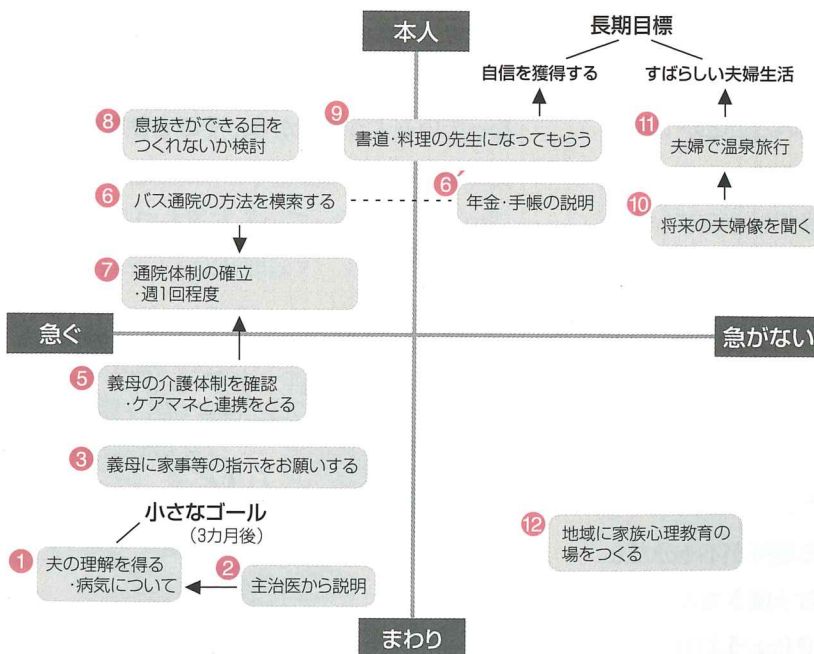 本人
長期目標
自信を獲得する
すばらしい夫婦生活
8 息抜きができる日を
つくれないか検討
9 書道・料理の先生になってもらう
11 夫婦で温泉旅行
6 バス通院の方法を模索する
6′ 年金・手帳の説明
10 将来の夫婦像を聞く
7 通院体制の確立
・週1回程度
急ぐ
急がない
5 義母の介護体制を確認
・ケアマネと連携をとる
3 義母に家事等の指示をお願いする
小さなゴール
(3カ月後)
1 夫の理解を得る
・病気について
2 主治医から説明
12 地域に家族心理教育の
場をつくる
まわり